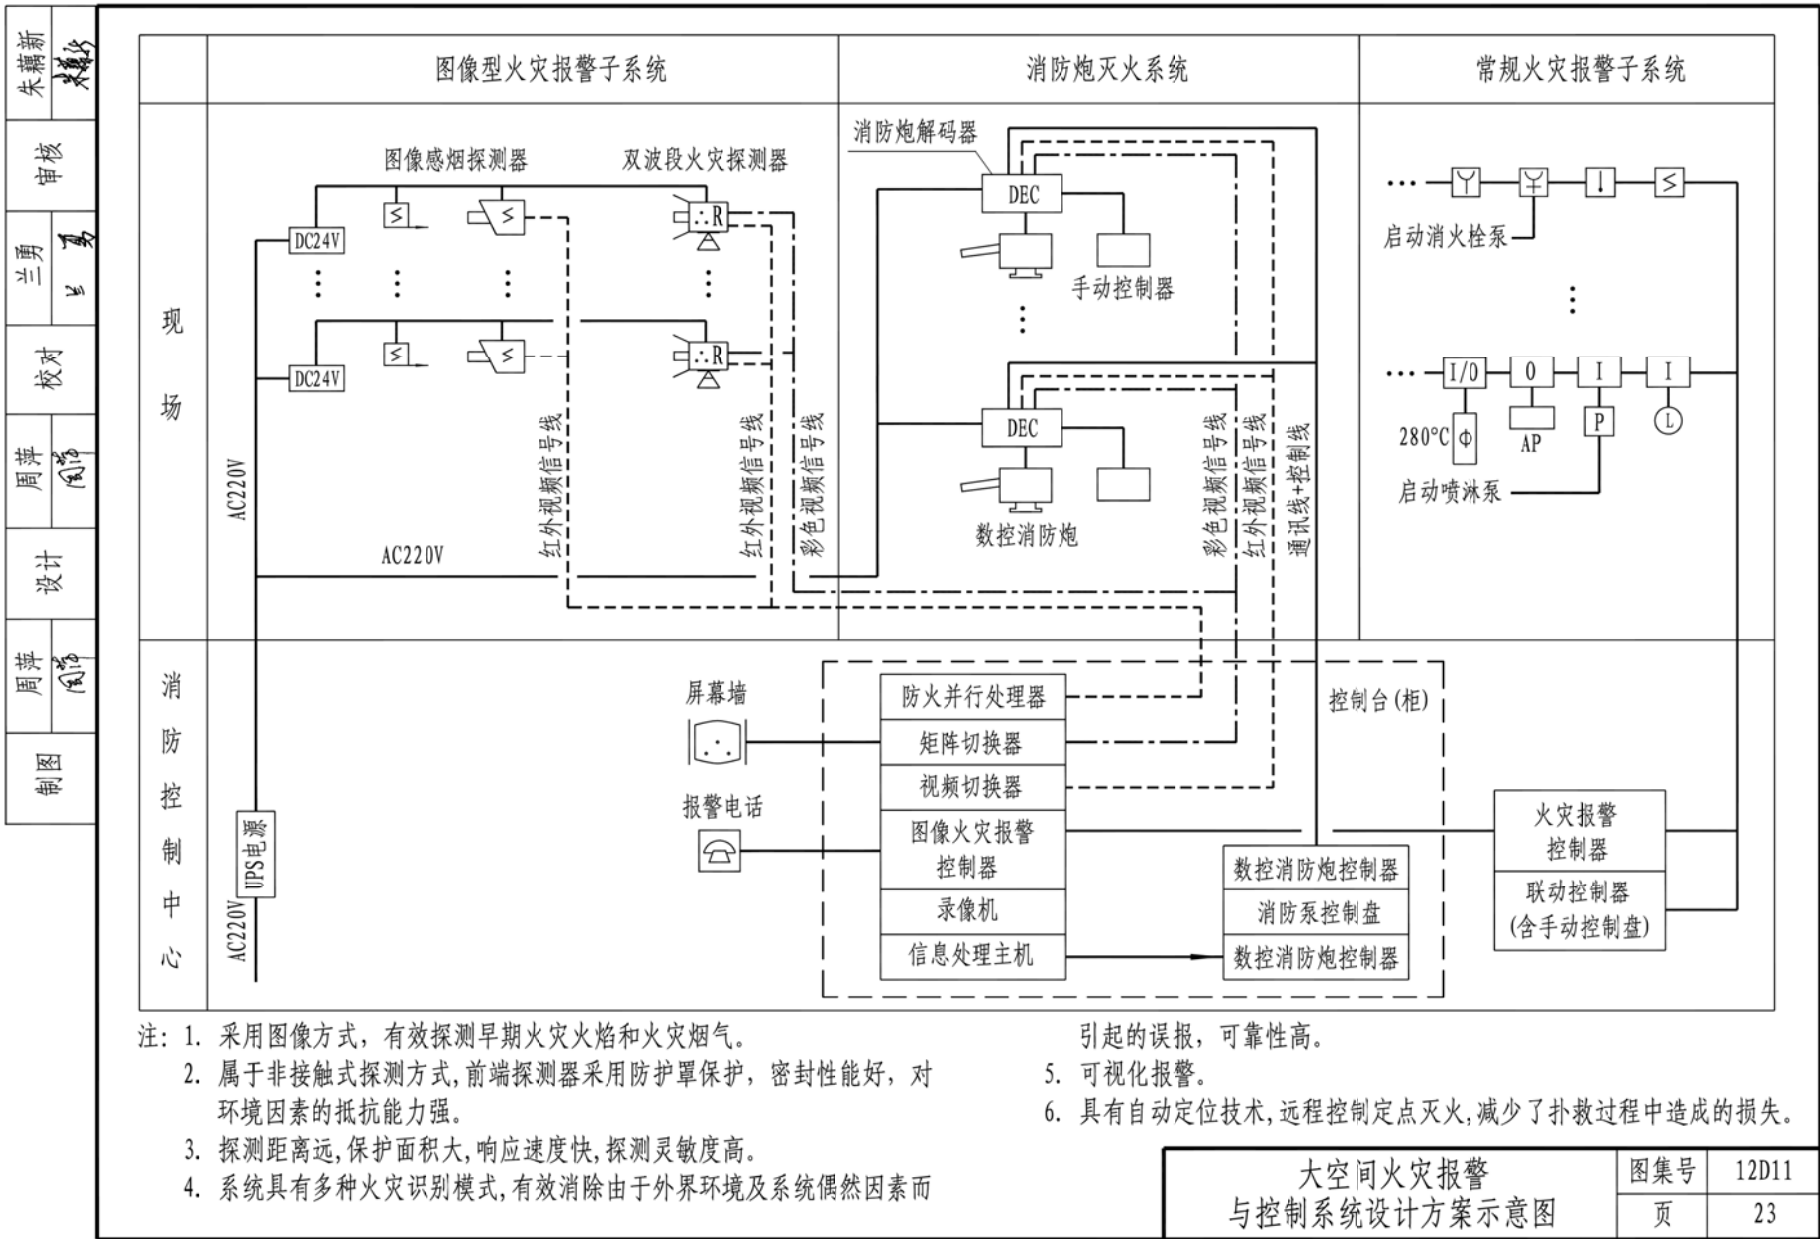 朱藕新
审核
兰勇
校对
周萍
设计
周萍
制图
图像型火灾报警子系统
消防炮灭火系统
常规火灾报警子系统
现场
图像感烟探测器
双波段火灾探测器
消防炮解码器
DEC
R
DC24V
手动控制器
启动消火栓泵
R
DC24V
DEC
I/O
O
I
I
280°C
Φ
AP
P
L
启动喷淋泵
数控消防炮
AC220V
AC220V
红外视频信号线
红外视频信号线
彩色视频信号线
彩色视频信号线
红外视频信号线
通讯线+控制线
消防控制中心
屏幕墙
报警电话
防火并行处理器
矩阵切换器
视频切换器
图像火灾报警
控制器
录像机
信息处理主机
控制台(柜)
数控消防炮控制器
消防泵控制盘
数控消防炮控制器
火灾报警
控制器
联动控制器
(含手动控制盘)
UPS电源
AC220V
注: 1. 采用图像方式，有效探测早期火灾火焰和火灾烟气。
2. 属于非接触式探测方式,前端探测器采用防护罩保护，密封性能好，对
环境因素的抵抗能力强。
3. 探测距离远,保护面积大,响应速度快,探测灵敏度高。
4. 系统具有多种火灾识别模式,有效消除由于外界环境及系统偶然因素而
引起的误报，可靠性高。
5. 可视化报警。
6. 具有自动定位技术,远程控制定点灭火,减少了扑救过程中造成的损失。
大空间火灾报警
与控制系统设计方案示意图
图集号
12D11
页
23